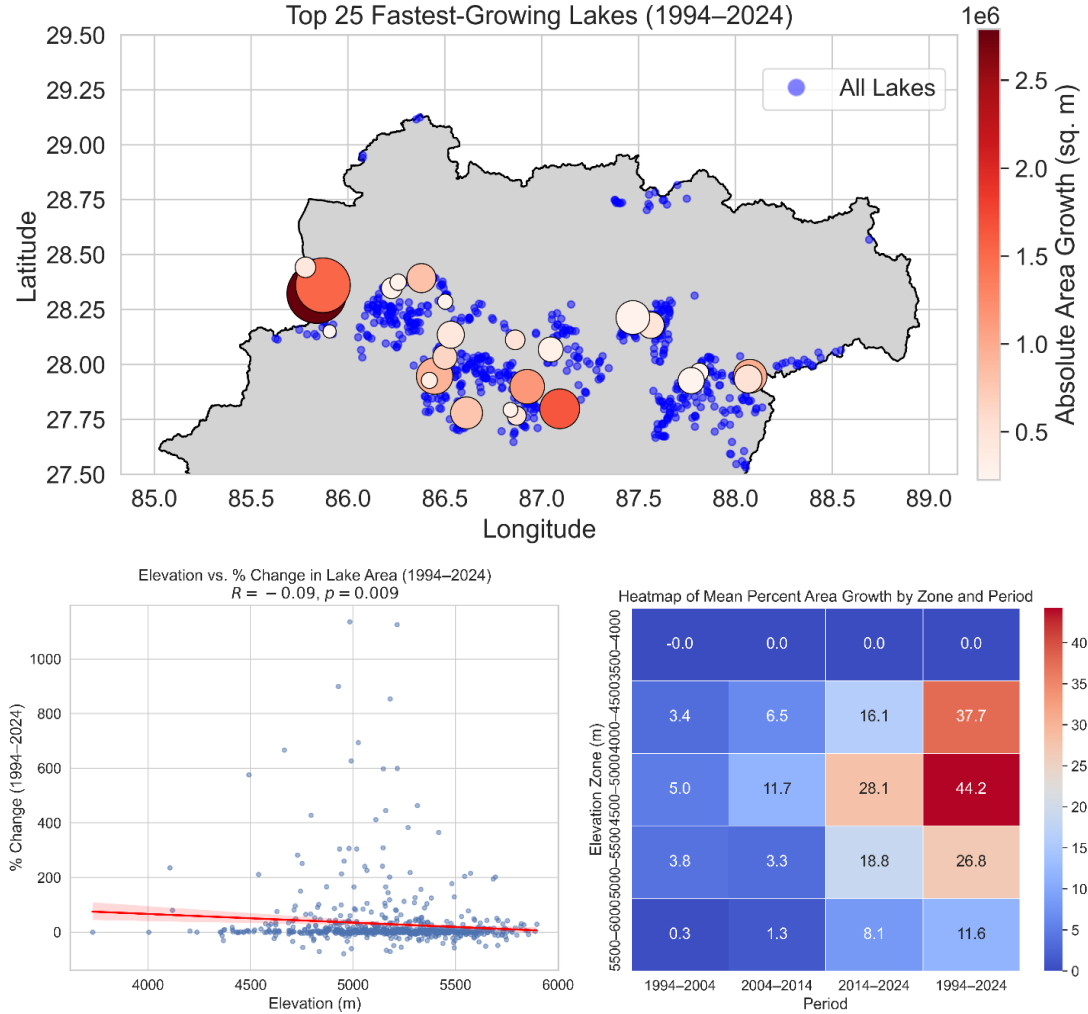 Top 25 Fastest-Growing Lakes (1994–2024)
1e6
29.50
29.25
29.00
28.75
28.50
28.25
28.00
27.75
27.50
Latitude
All Lakes
85.0 85.5 86.0 86.5 87.0 87.5 88.0 88.5 89.0
Longitude
2.5
2.0
1.5
1.0
0.5
Absolute Area Growth (sq. m)
Elevation vs. % Change in Lake Area (1994–2024)
R = −0.09, p = 0.009
1000
800
600
400
200
0
% Change (1994–2024)
4000 4500 5000 5500 6000
Elevation (m)
Heatmap of Mean Percent Area Growth by Zone and Period
Elevation Zone (m)
3500–4000
-0.0 0.0 0.0 0.0
4000–4500
3.4 6.5 16.1 37.7
4500–5000
5.0 11.7 28.1 44.2
5000–5500
3.8 3.3 18.8 26.8
5500–6000
0.3 1.3 8.1 11.6
1994–2004 2004–2014 2014–2024 1994–2024
Period
40
35
30
25
20
15
10
5
0